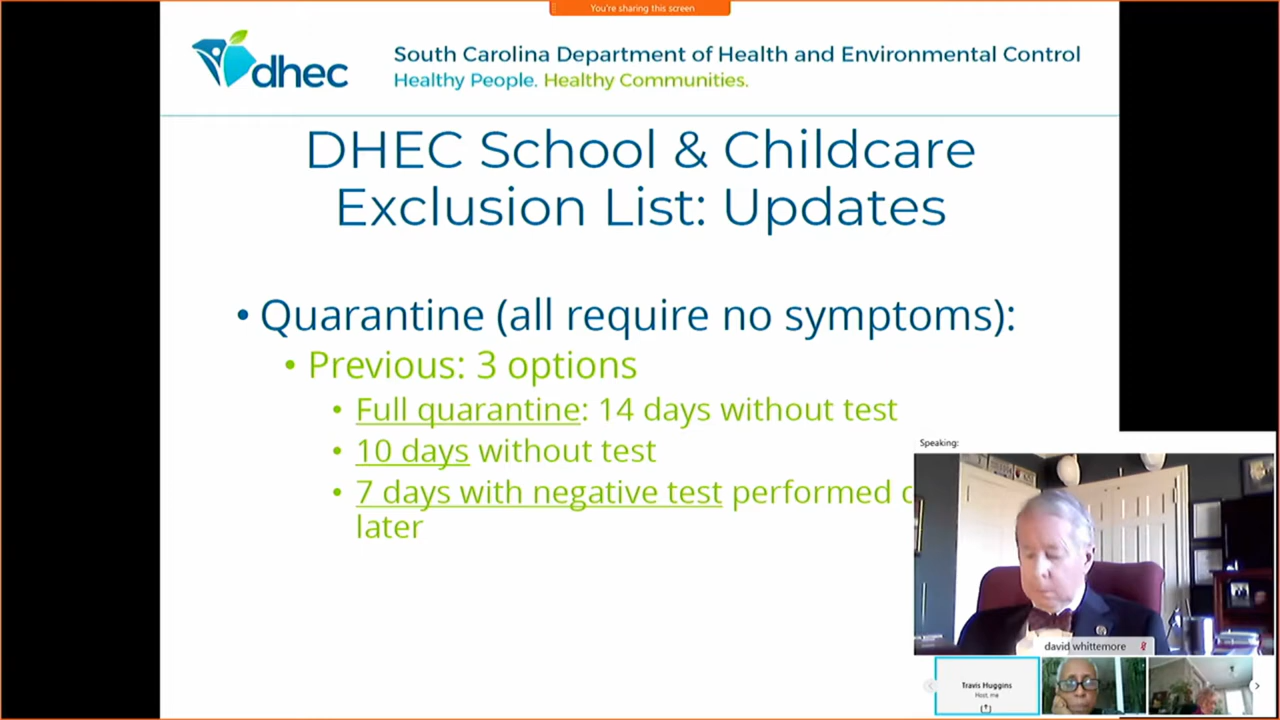 You're sharing this screen
dhec
South Carolina Department of Health and Environmental Control
Healthy People. Healthy Communities.
DHEC School & Childcare
Exclusion List: Updates
• Quarantine (all require no symptoms):
• Previous: 3 options
• Full quarantine: 14 days without test
• 10 days without test
• 7 days with negative test performed
later
Speaking:
david whittemore
Travis Huggins
Host, me